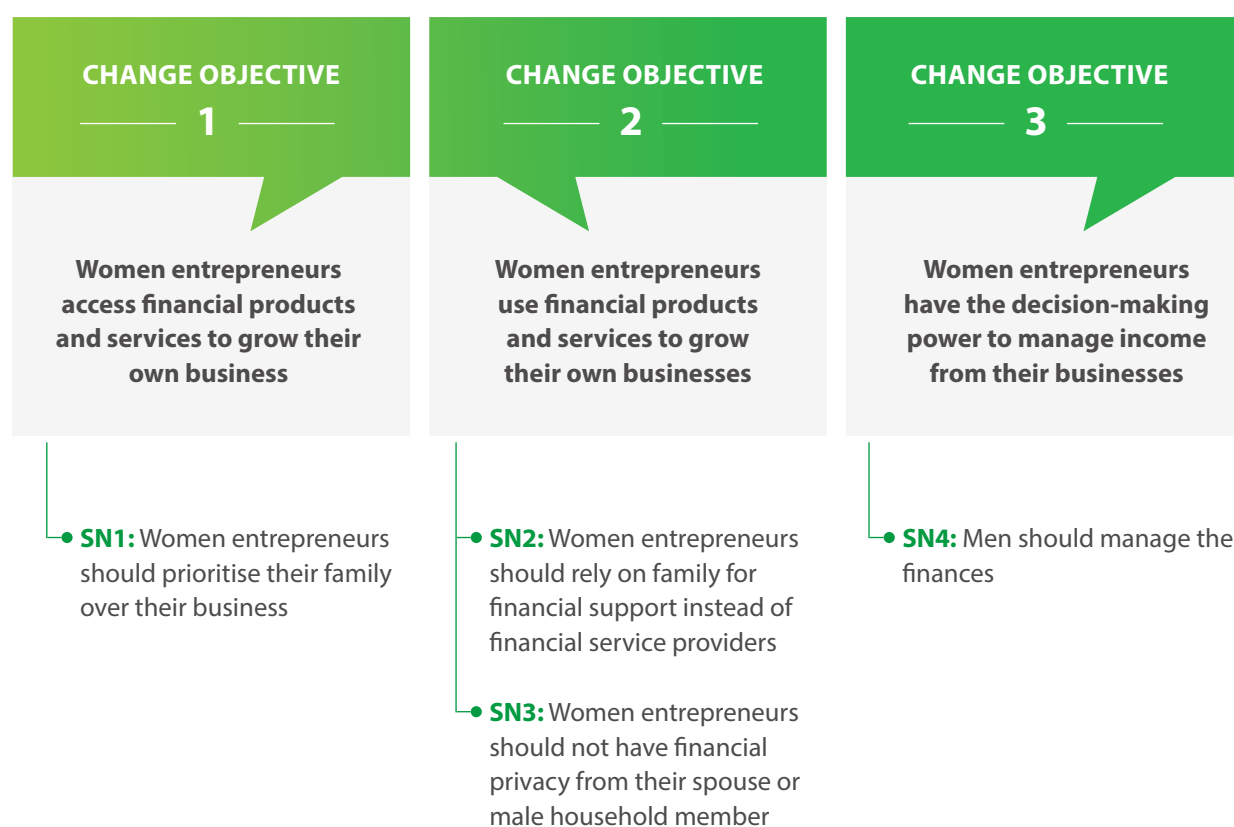 CHANGE OBJECTIVE
1
Women entrepreneurs
access financial products
and services to grow their
own business
SN1: Women entrepreneurs
should prioritise their family
over their business
CHANGE OBJECTIVE
2
Women entrepreneurs
use financial products
and services to grow
their own businesses
SN2: Women entrepreneurs
should rely on family for
financial support instead of
financial service providers
SN3: Women entrepreneurs
should not have financial
privacy from their spouse or
male household member
CHANGE OBJECTIVE
3
Women entrepreneurs
have the decision-making
power to manage income
from their businesses
SN4: Men should manage the
finances